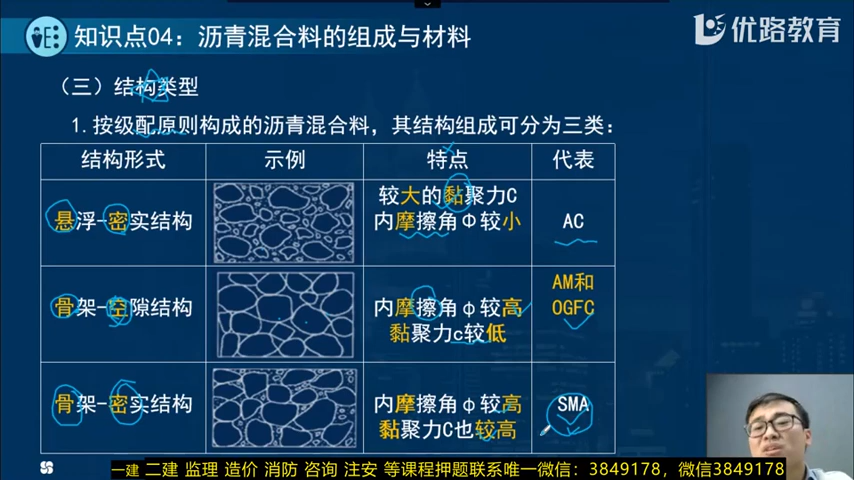 知识点04：沥青混合料的组成与材料
优路教育
（三）结构类型
1.按级配原则构成的沥青混合料，其结构组成可分为三类：
结构形式 示例 特点 代表
悬浮-密实结构 较大的黏聚力C 内摩擦角Φ较小 AC
骨架-空隙结构 内摩擦角φ较高 黏聚力c较低 AM和OGFC
骨架-密实结构 内摩擦角φ较高 黏聚力C也较高 SMA
一建 二建 监理 造价 消防 咨询 注安 等课程押题联系唯一微信：3849178，微信3849178